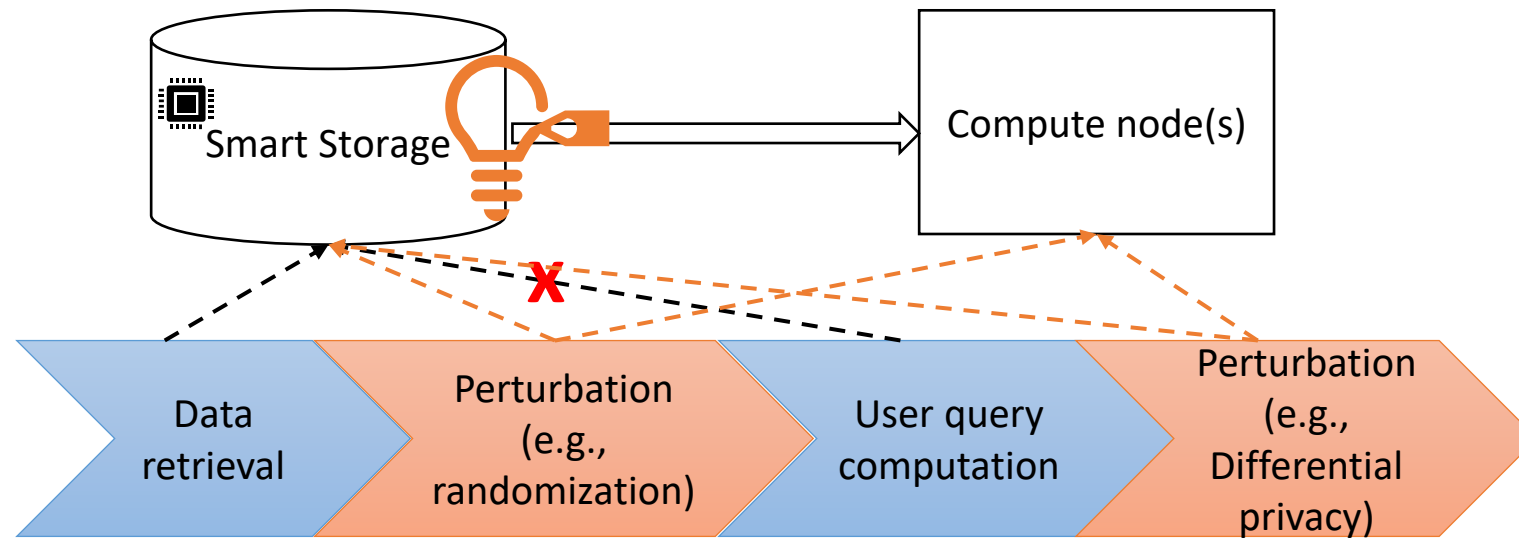 Smart Storage
Compute node(s)
X
Data
retrieval
Perturbation
(e.g.,
randomization)
User query
computation
Perturbation
(e.g.,
Differential
privacy)